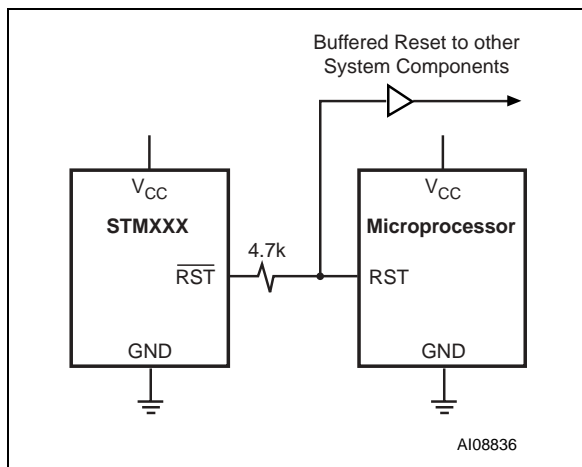 Buffered Reset to other
System Components
VCC
STMXXX
RST
GND
4.7k
VCC
Microprocessor
RST
GND
AI08836